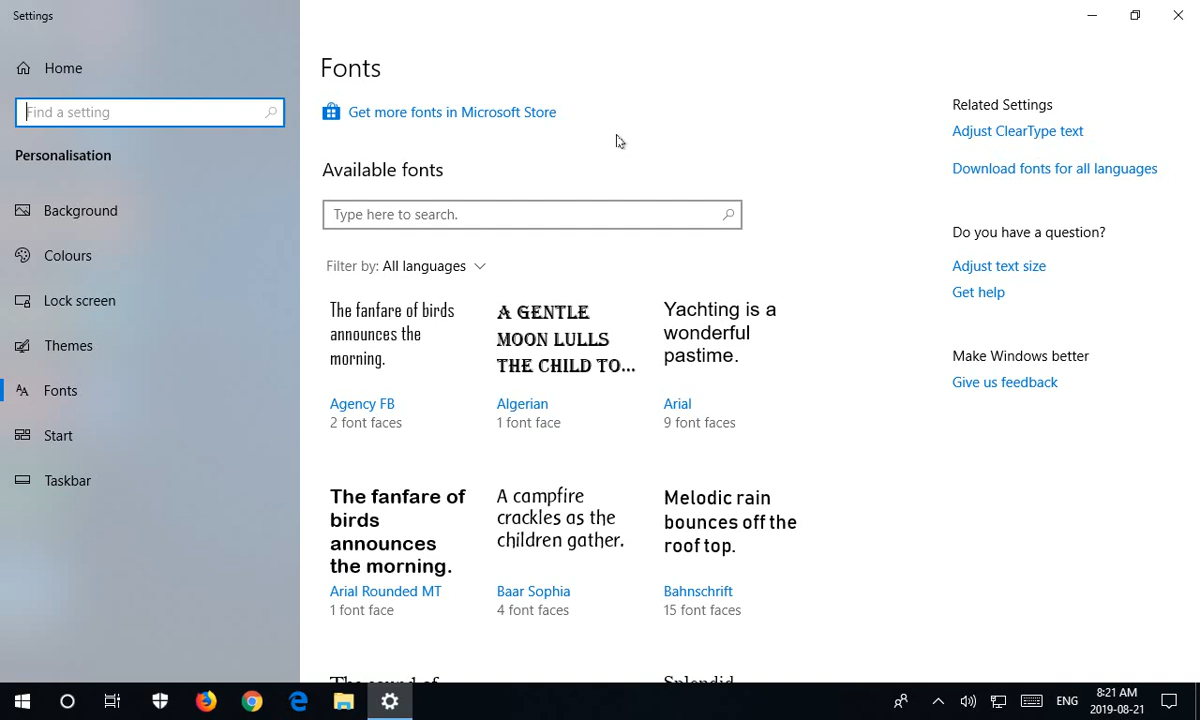 Settings
Home
Find a setting
Personalisation
Background
Colours
Lock screen
Themes
Fonts
Start
Taskbar
Fonts
Get more fonts in Microsoft Store
Available fonts
Type here to search.
Filter by: All languages
The fanfare of birds
announces the
morning.
Agency FB
2 font faces
A GENTLE
MOON LULLS
THE CHILD TO...
Algerian
1 font face
Yachting is a
wonderful
pastime.
Arial
9 font faces
The fanfare of
birds
announces
the morning.
Arial Rounded MT
1 font face
A campfire
crackles as the
children gather.
Baar Sophia
4 font faces
Melodic rain
bounces off the
roof top.
Bahnschrift
15 font faces
The sound of
Splendid
Related Settings
Adjust ClearType text
Download fonts for all languages
Do you have a question?
Adjust text size
Get help
Make Windows better
Give us feedback
ENG
8:21 AM
2019-08-21